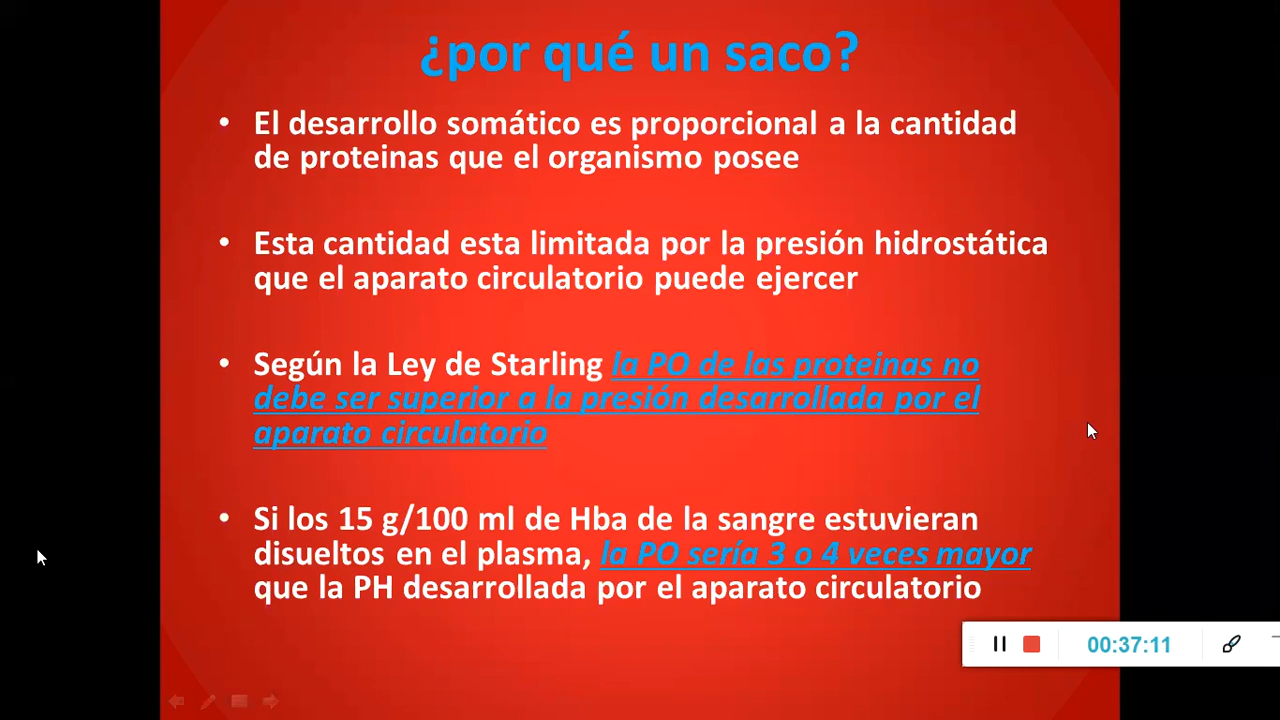 ¿por qué un saco?
• El desarrollo somático es proporcional a la cantidad
de proteinas que el organismo posee
• Esta cantidad esta limitada por la presión hidrostática
que el aparato circulatorio puede ejercer
• Según la Ley de Starling la PO de las proteinas no
debe ser superior a la presión desarrollada por el
aparato circulatorio
• Si los 15 g/100 ml de Hba de la sangre estuvieran
disueltos en el plasma, la PO sería 3 o 4 veces mayor
que la PH desarrollada por el aparato circulatorio
00:37:11